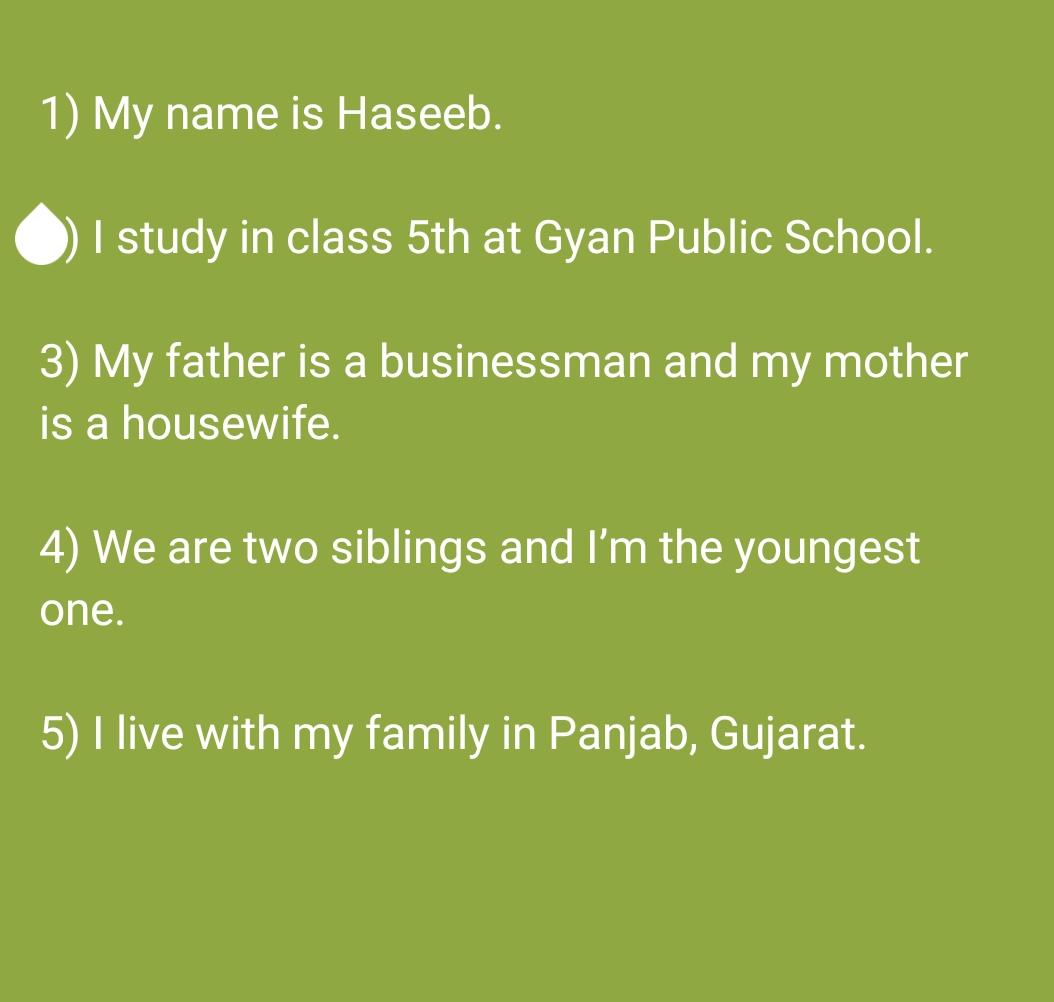 1) My name is Haseeb.
) I study in class 5th at Gyan Public School.
3) My father is a businessman and my mother
is a housewife.
4) We are two siblings and I’m the youngest
one.
5) I live with my family in Panjab, Gujarat.